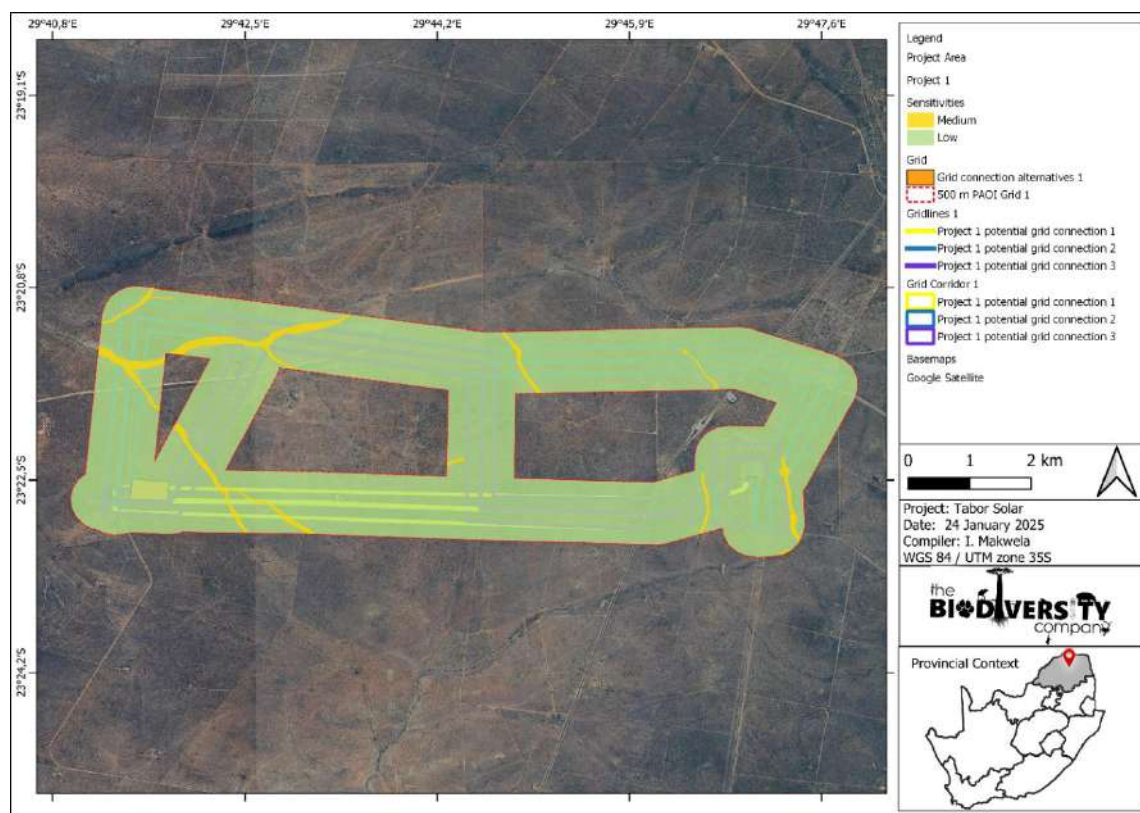 29°40,8'E
29°42,5'E
29°44,2'E
29°45,9'E
29°47,6'E
23°19,1'S
23°20,8'S
23°22,5'S
23°24,2'S
Legend
Project Area
Project 1
Sensitivities
Medium
Low
Grid
Grid connection alternatives 1
500 m PAOI Grid 1
Gridlines 1
Project 1 potential grid connection 1
Project 1 potential grid connection 2
Project 1 potential grid connection 3
Grid Corridor 1
Project 1 potential grid connection 1
Project 1 potential grid connection 2
Project 1 potential grid connection 3
Basemaps
Google Satellite
0 1 2 km
Project: Tabor Solar
Date: 24 January 2025
Compiler: I. Makwela
WGS 84 / UTM zone 35S
the
BIODIVERSITY
company
Provincial Context